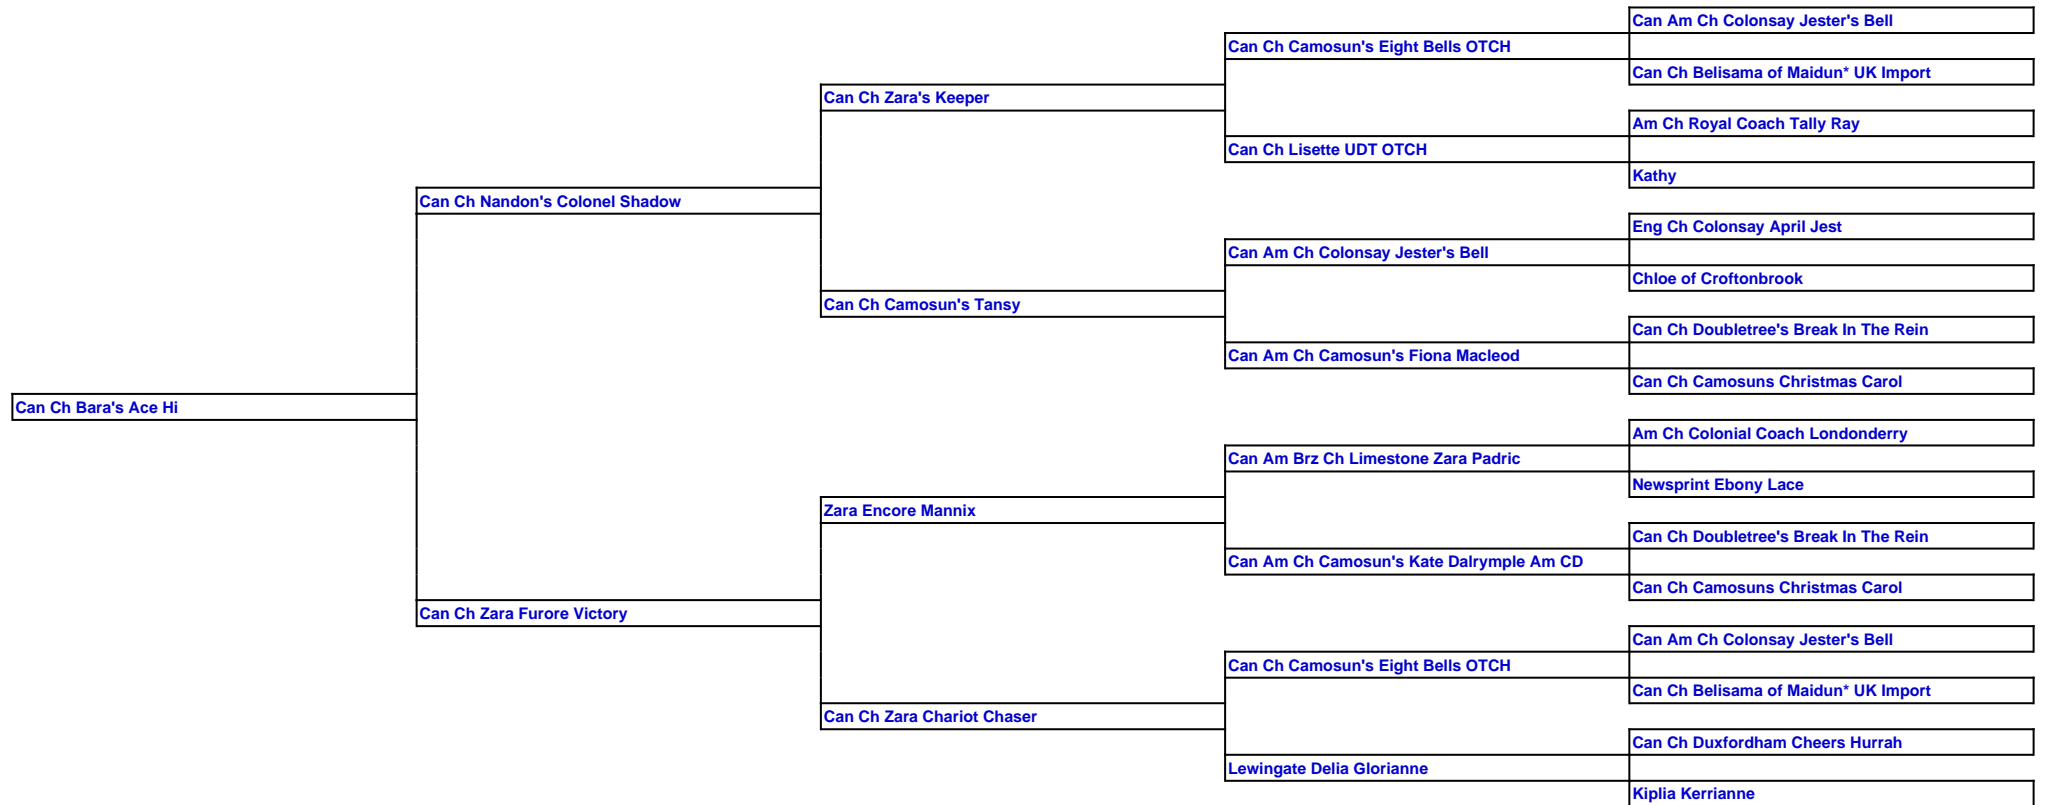 Can Am Ch Colonsay Jester's Bell
Can Ch Camosun's Eight Bells OTCH
Can Ch Belisama of Maidun* UK Import
Can Ch Zara's Keeper
Am Ch Royal Coach Tally Ray
Can Ch Lisette UDT OTCH
Kathy
Can Ch Nandon's Colonel Shadow
Eng Ch Colonsay April Jest
Can Am Ch Colonsay Jester's Bell
Chloe of Croftonbrook
Can Ch Camosun's Tansy
Can Ch Doubletree's Break In The Rein
Can Am Ch Camosun's Fiona Macleod
Can Ch Camosuns Christmas Carol
Can Ch Bara's Ace Hi
Am Ch Colonial Coach Londonderry
Can Am Brz Ch Limestone Zara Padric
Newsprint Ebony Lace
Zara Encore Mannix
Can Ch Doubletree's Break In The Rein
Can Am Ch Camosun's Kate Dalrymple Am CD
Can Ch Camosuns Christmas Carol
Can Ch Zara Furore Victory
Can Am Ch Colonsay Jester's Bell
Can Ch Camosun's Eight Bells OTCH
Can Ch Belisama of Maidun* UK Import
Can Ch Zara Chariot Chaser
Can Ch Duxfordham Cheers Hurrah
Lewingate Delia Glorianne
Kiplia Kerrianne